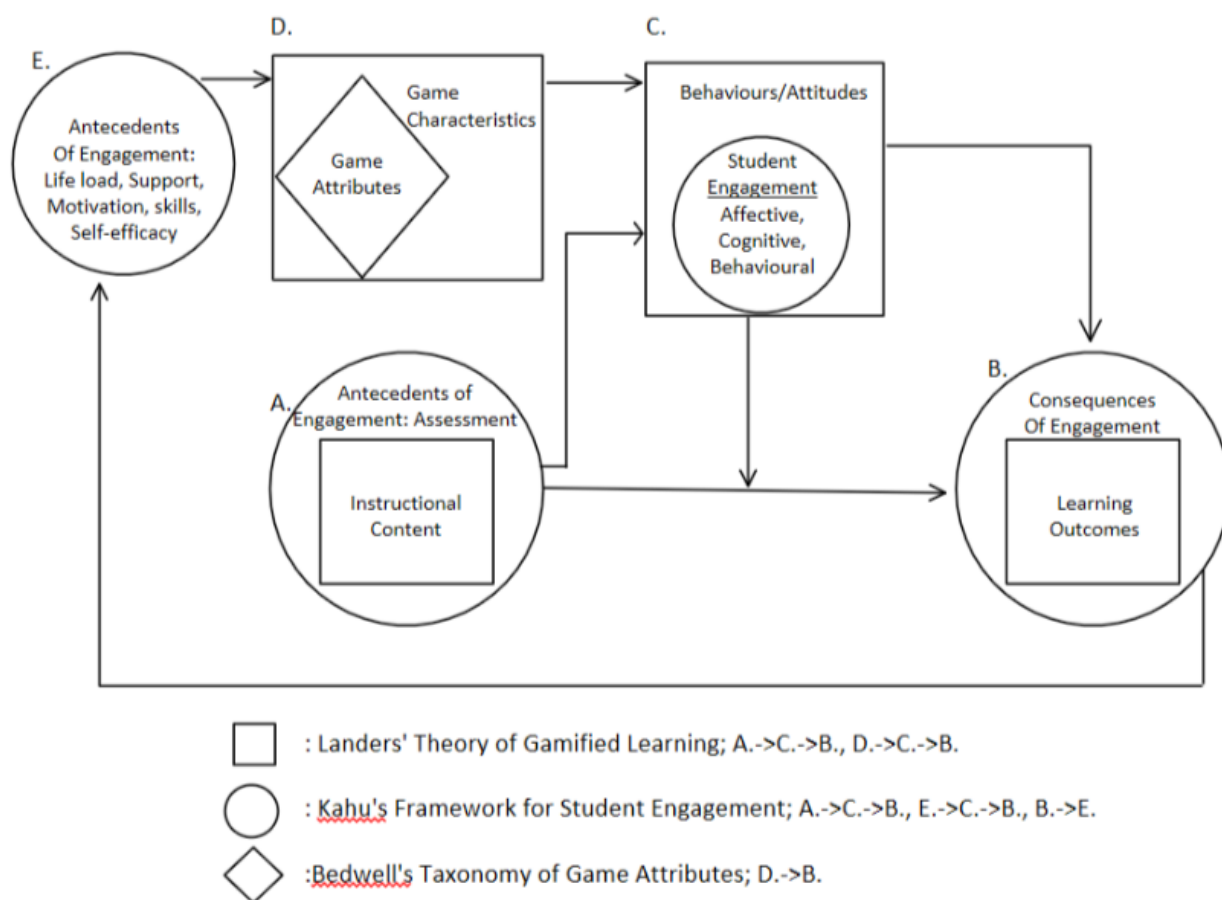 E.
Antecedents
Of Engagement:
Life load, Support,
Motivation, skills,
Self-efficacy
D.
Game
Characteristics
Game
Attributes
C.
Behaviours/Attitudes
Student
Engagement
Affective,
Cognitive,
Behavioural
A.
Antecedents of
Engagement: Assessment
Instructional
Content
B.
Consequences
Of Engagement
Learning
Outcomes
: Landers' Theory of Gamified Learning; A.->C.->B., D.->C.->B.
: Kahu's Framework for Student Engagement; A.->C.->B., E.->C.->B., B.->E.
:Bedwell's Taxonomy of Game Attributes; D.->B.